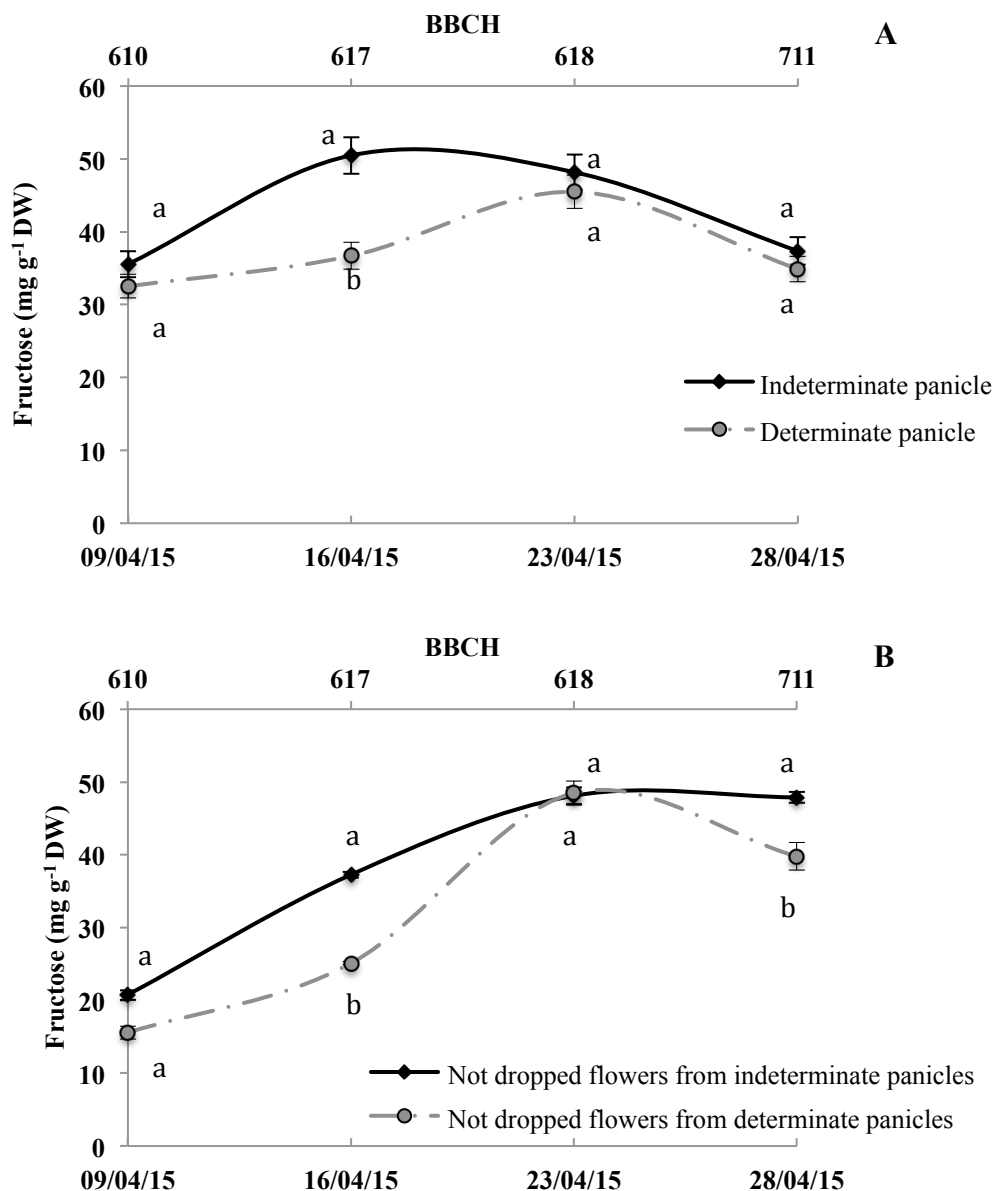 BBCH
A
610 617 618 711
60
50
40
30
20
10
0
Fructose (mg g-1 DW)
a a a a
a b a a
Indeterminate panicle
Determinate panicle
09/04/15 16/04/15 23/04/15 28/04/15
BBCH
B
610 617 618 711
60
50
40
30
20
10
0
Fructose (mg g-1 DW)
a a a a
a b a b
Not dropped flowers from indeterminate panicles
Not dropped flowers from determinate panicles
09/04/15 16/04/15 23/04/15 28/04/15